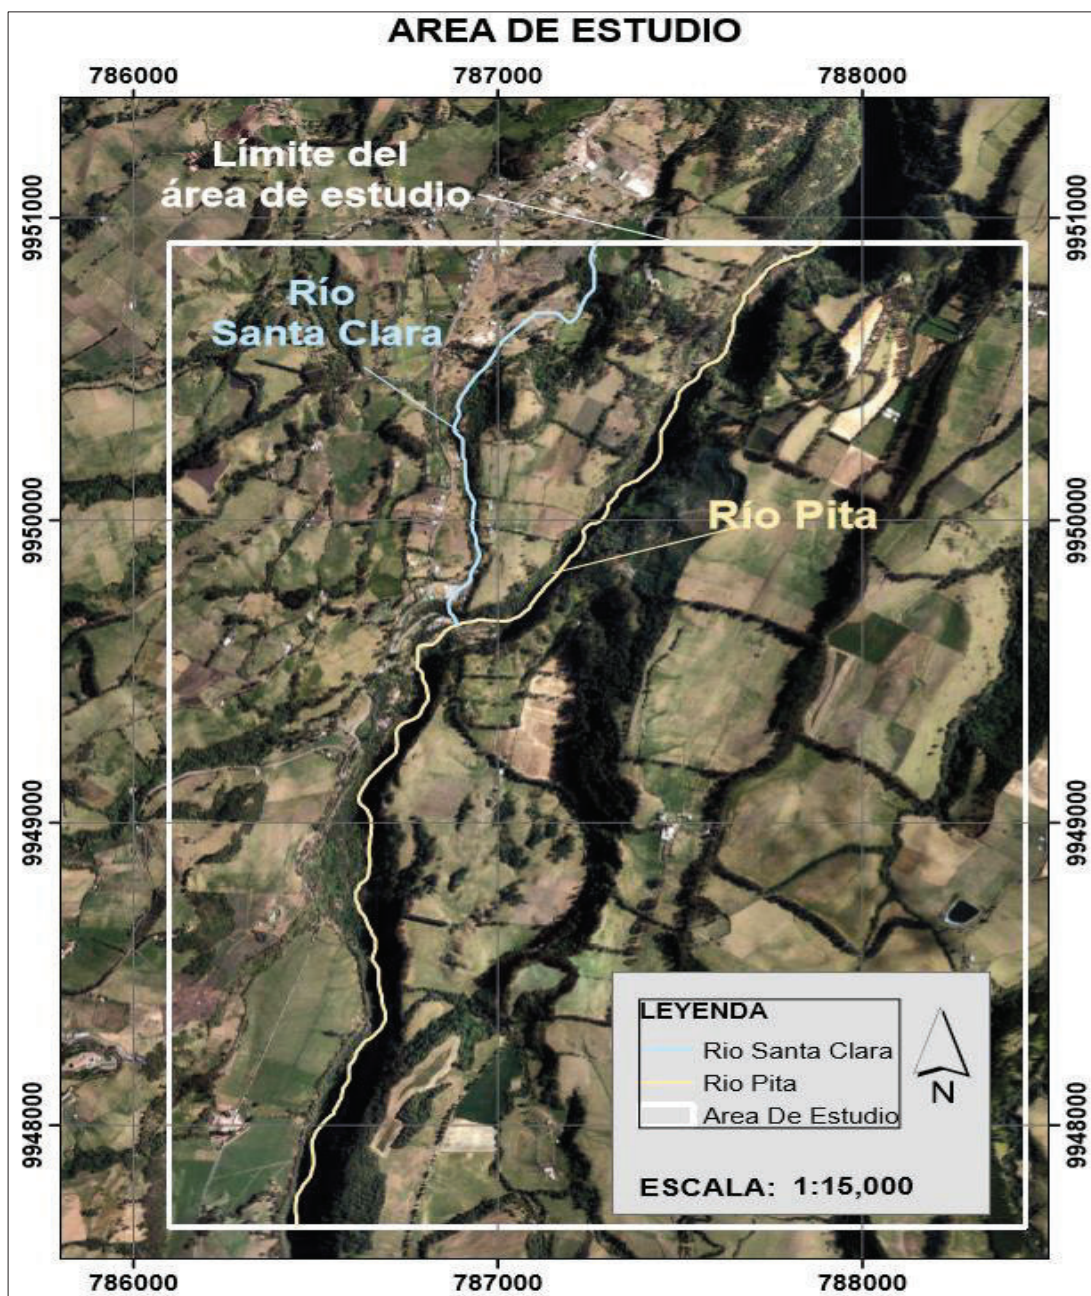 AREA DE ESTUDIO
786000
787000
788000
Límite del
área de estudio
9951000
9951000
Río
Santa Clara
9950000
9950000
Río Pita
9949000
9949000
LEYENDA
Rio Santa Clara
Rio Pita
Area De Estudio
N
9948000
9948000
ESCALA: 1:15,000
786000
787000
788000